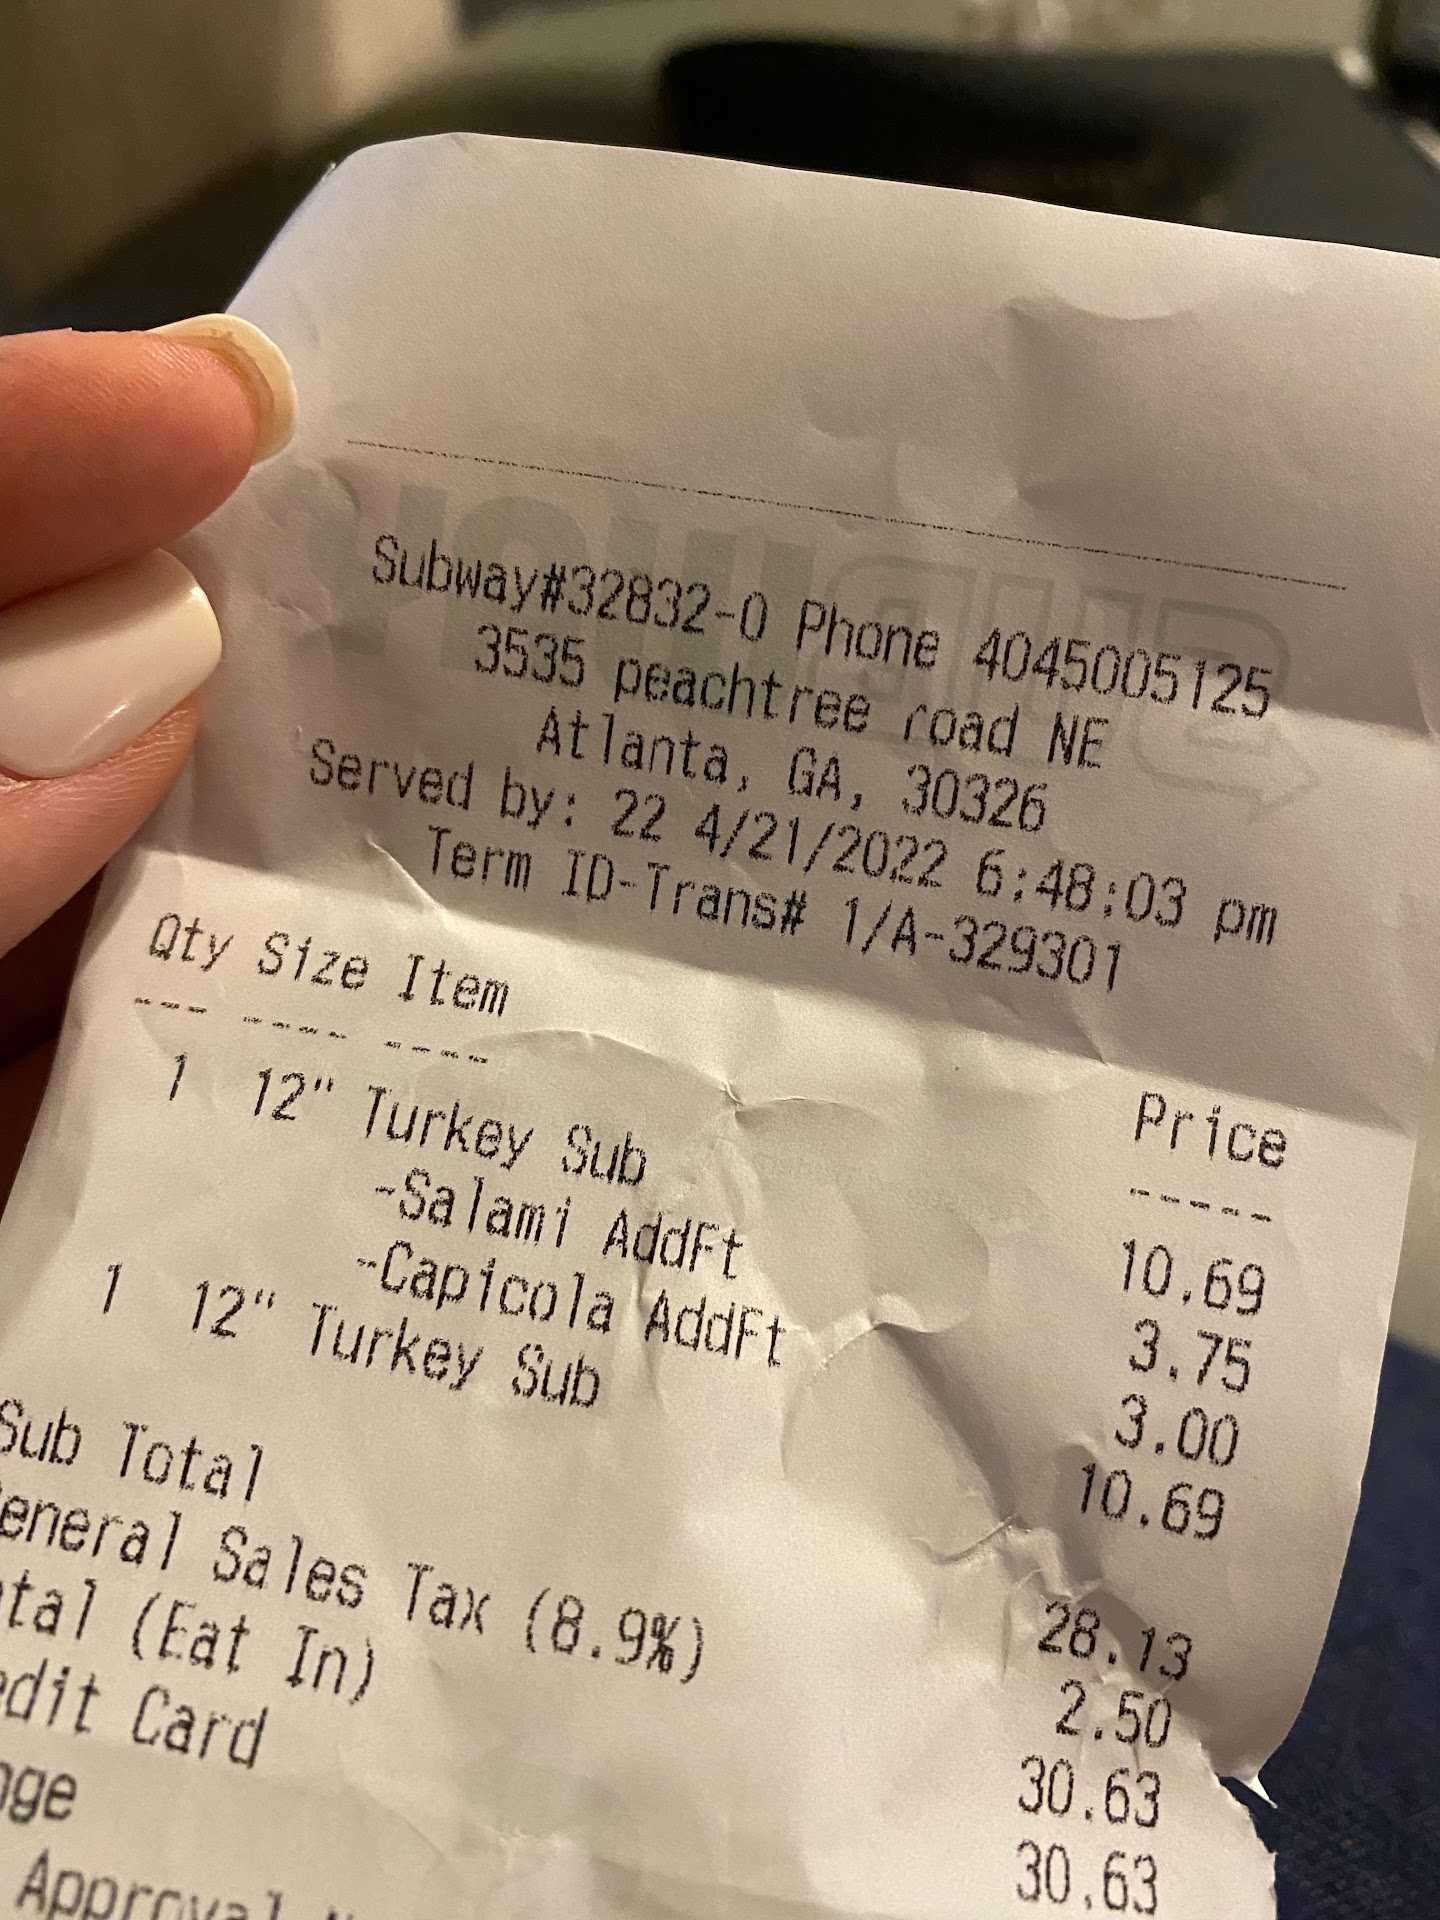 Subway#32832-0 Phone 4045005125
3535 peachtree road NE
Atlanta, GA, 30326
Served by: 22 4/21/2022 6:48:03 pm
Term ID-Trans# 1/A-329301
Qty Size Item Price
--- ---- ---- ----
1 12" Turkey Sub 10.69
-Salami AddFt 3.75
-Capicola AddFt 3.00
1 12" Turkey Sub 10.69
Sub Total 28.13
eneral Sales Tax (8.9%) 2.50
tal (Eat In) 30.63
edit Card 30.63
nge
Approval